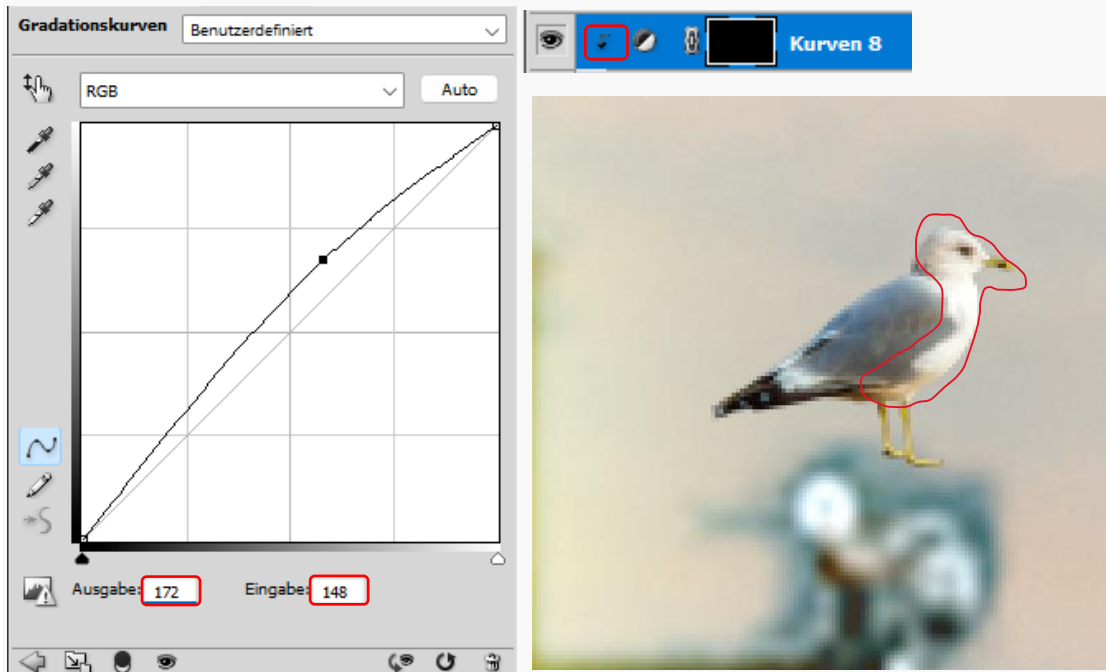 Gradationskurven Benutzerdefiniert
Kurven 8
RGB Auto
Ausgabe: 172 Eingabe: 148